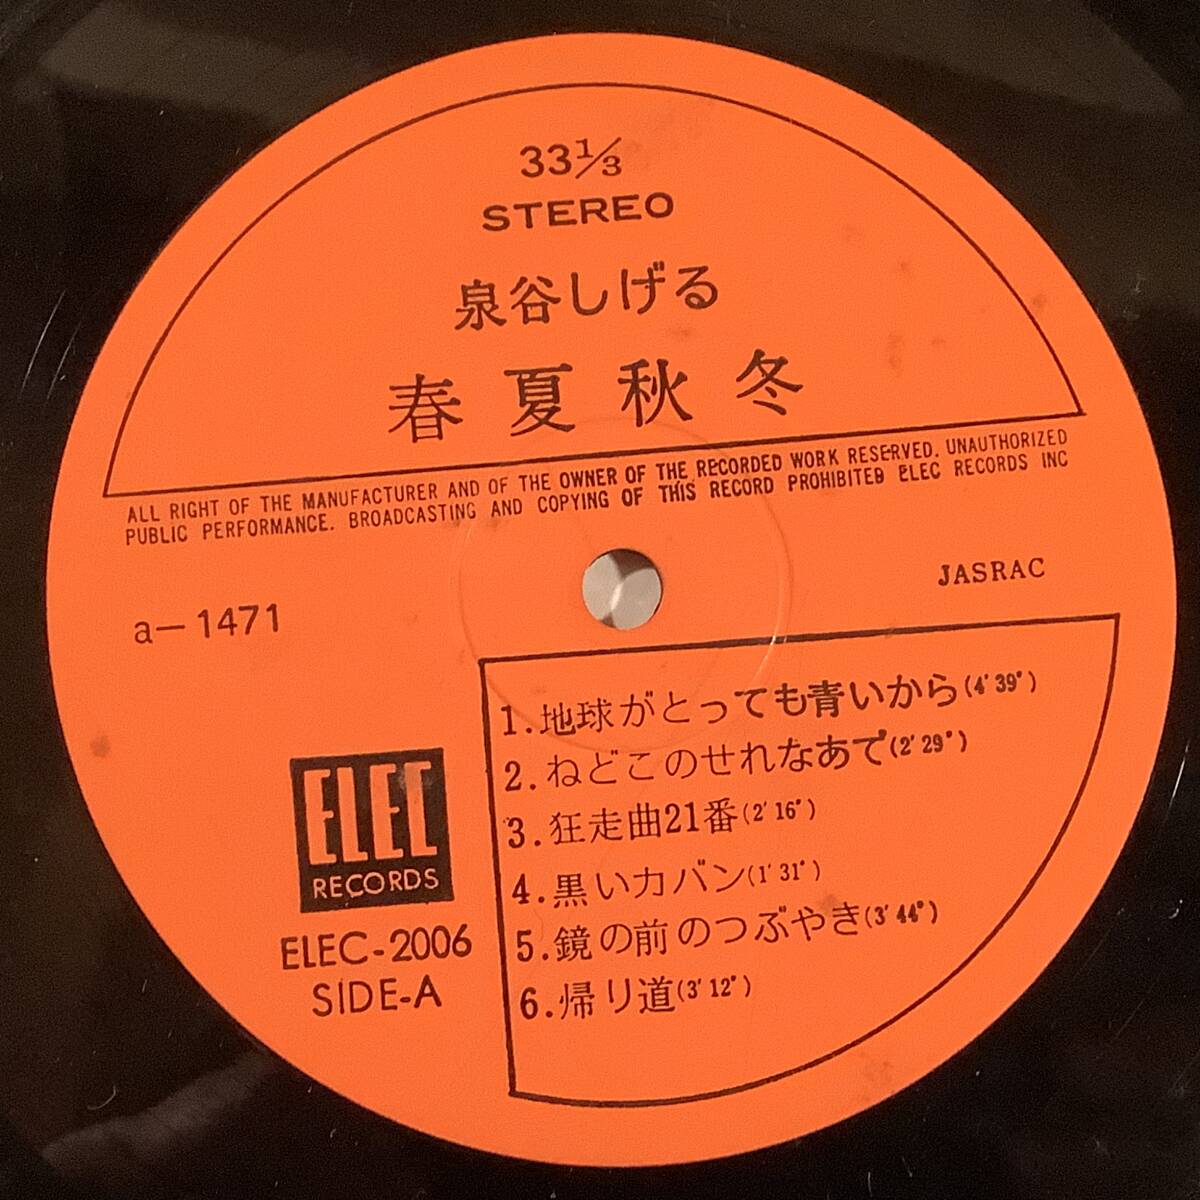 33 1/3
STEREO
泉谷しげる
春夏秋冬
ALL RIGHT OF THE MANUFACTURER AND OF THE OWNER OF THE RECORDED WORK RESERVED. UNAUTHORIZED
PUBLIC PERFORMANCE. BROADCASTING AND COPYING OF THIS RECORD PROHIBITED ELEC RECORDS INC
JASRAC
a-1471
1.地球がとっても青いから(4'39")
2.ねどこのせれなあで(2'29")
3.狂走曲21番(2'16")
4.黒いカバン(1'31")
5.鏡の前のつぶやき(3'44")
6.帰り道(3'12")
ELEC
RECORDS
ELEC-2006
SIDE-A